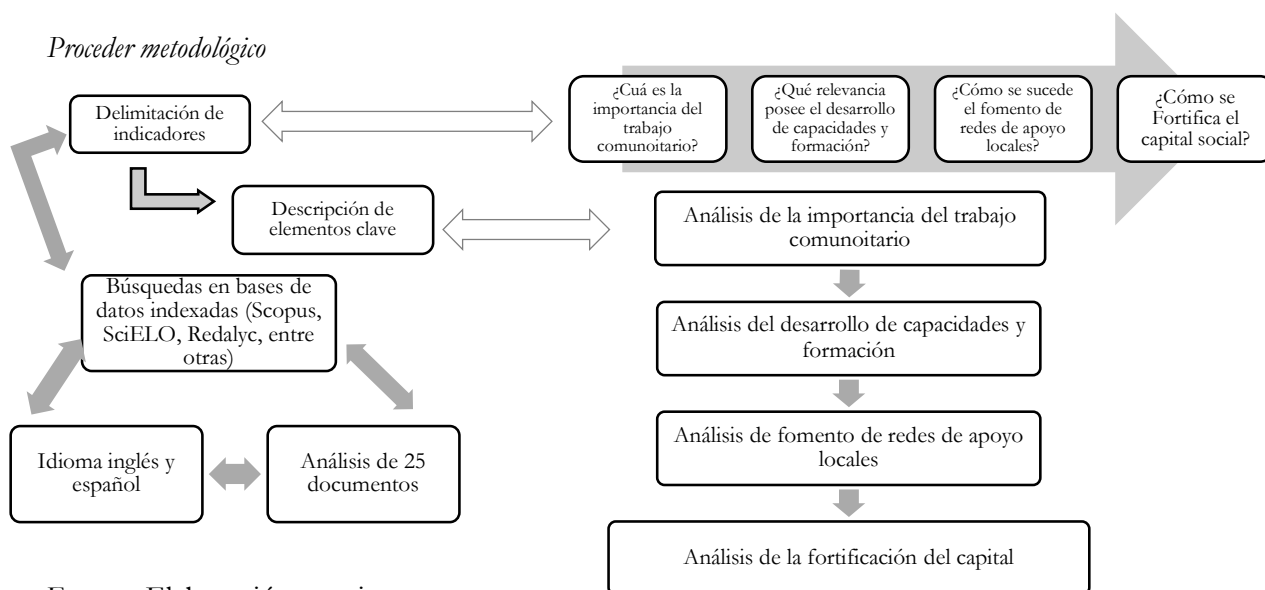 Proceder metodológico
Delimitación de
indicadores
¿Cuá es la
importancia del
trabajo
comunoitario?
¿Qué relevancia
posee el desarrollo
de capacidades y
formación?
¿Cómo se sucede
el fomento de
redes de apoyo
locales?
¿Cómo se
Fortifica el
capital social?
Descripción de
elementos clave
Análisis de la importancia del trabajo
comunoitario
Búsquedas en bases de
datos indexadas (Scopus,
SciELO, Redalyc, entre
otras)
Análisis del desarrollo de capacidades y
formación
Idioma inglés y
español
Análisis de 25
documentos
Análisis de fomento de redes de apoyo
locales
Análisis de la fortificación del capital